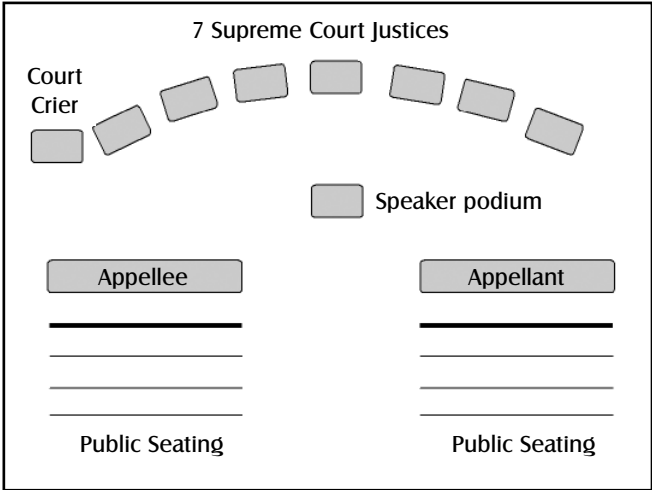 7 Supreme Court Justices
Court
Crier
Speaker podium
Appellee
Appellant
Public Seating
Public Seating